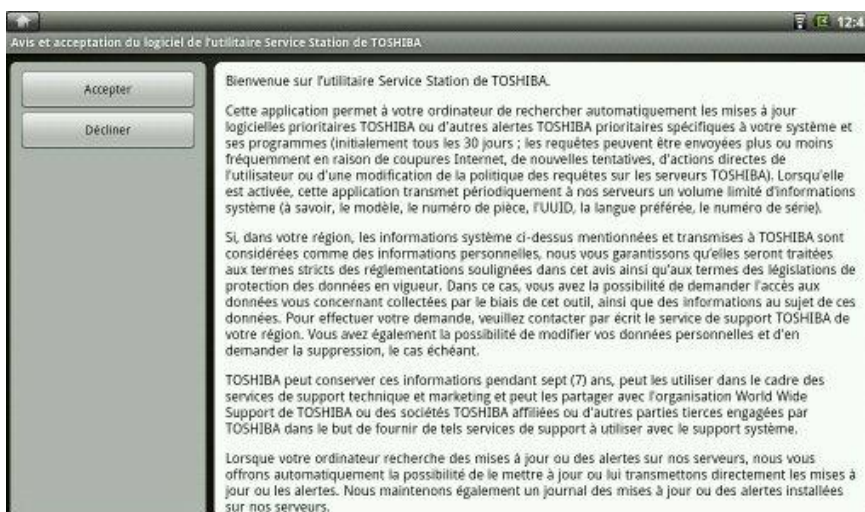 12:4
Avis et acceptation du logiciel de l'utilitaire Service Station de TOSHIBA
Accepter
Décliner
Bienvenue sur l'utilitaire Service Station de TOSHIBA.
Cette application permet à votre ordinateur de rechercher automatiquement les mises à jour
logicielles prioritaires TOSHIBA ou d'autres alertes TOSHIBA prioritaires spécifiques à votre système et
ses programmes (initialement tous les 30 jours ; les requêtes peuvent être envoyées plus ou moins
fréquemment en raison de coupures Internet, de nouvelles tentatives, d'actions directes de
l'utilisateur ou d'une modification de la politique des requêtes sur les serveurs TOSHIBA). Lorsqu'elle
est activée, cette application transmet périodiquement à nos serveurs un volume limité d'informations
système (à savoir, le modèle, le numéro de pièce, l'UUID, la langue préférée, le numéro de série).
Si, dans votre région, les informations système ci-dessus mentionnées et transmises à TOSHIBA sont
considérées comme des informations personnelles, nous vous garantissons qu'elles seront traitées
aux termes stricts des réglementations soulignées dans cet avis ainsi qu'aux termes des législations de
protection des données en vigueur. Dans ce cas, vous avez la possibilité de demander l'accès aux
données vous concernant collectées par le biais de cet outil, ainsi que des informations au sujet de ces
données. Pour effectuer votre demande, veuillez contacter par écrit le service de support TOSHIBA de
votre région. Vous avez également la possibilité de modifier vos données personnelles et d'en
demander la suppression, le cas échéant.
TOSHIBA peut conserver ces informations pendant sept (7) ans, peut les utiliser dans le cadre des
services de support technique et marketing et peut les partager avec l'organisation World Wide
Support de TOSHIBA ou des sociétés TOSHIBA affiliées ou d'autres parties tierces engagées par
TOSHIBA dans le but de fournir de tels services de support à utiliser avec le support système.
Lorsque votre ordinateur recherche des mises à jour ou des alertes sur nos serveurs, nous vous
offrons automatiquement la possibilité de le mettre à jour ou lui transmettons directement les mises à
jour ou les alertes. Nous maintenons également un journal des mises à jour ou des alertes installées
sur nos serveurs.